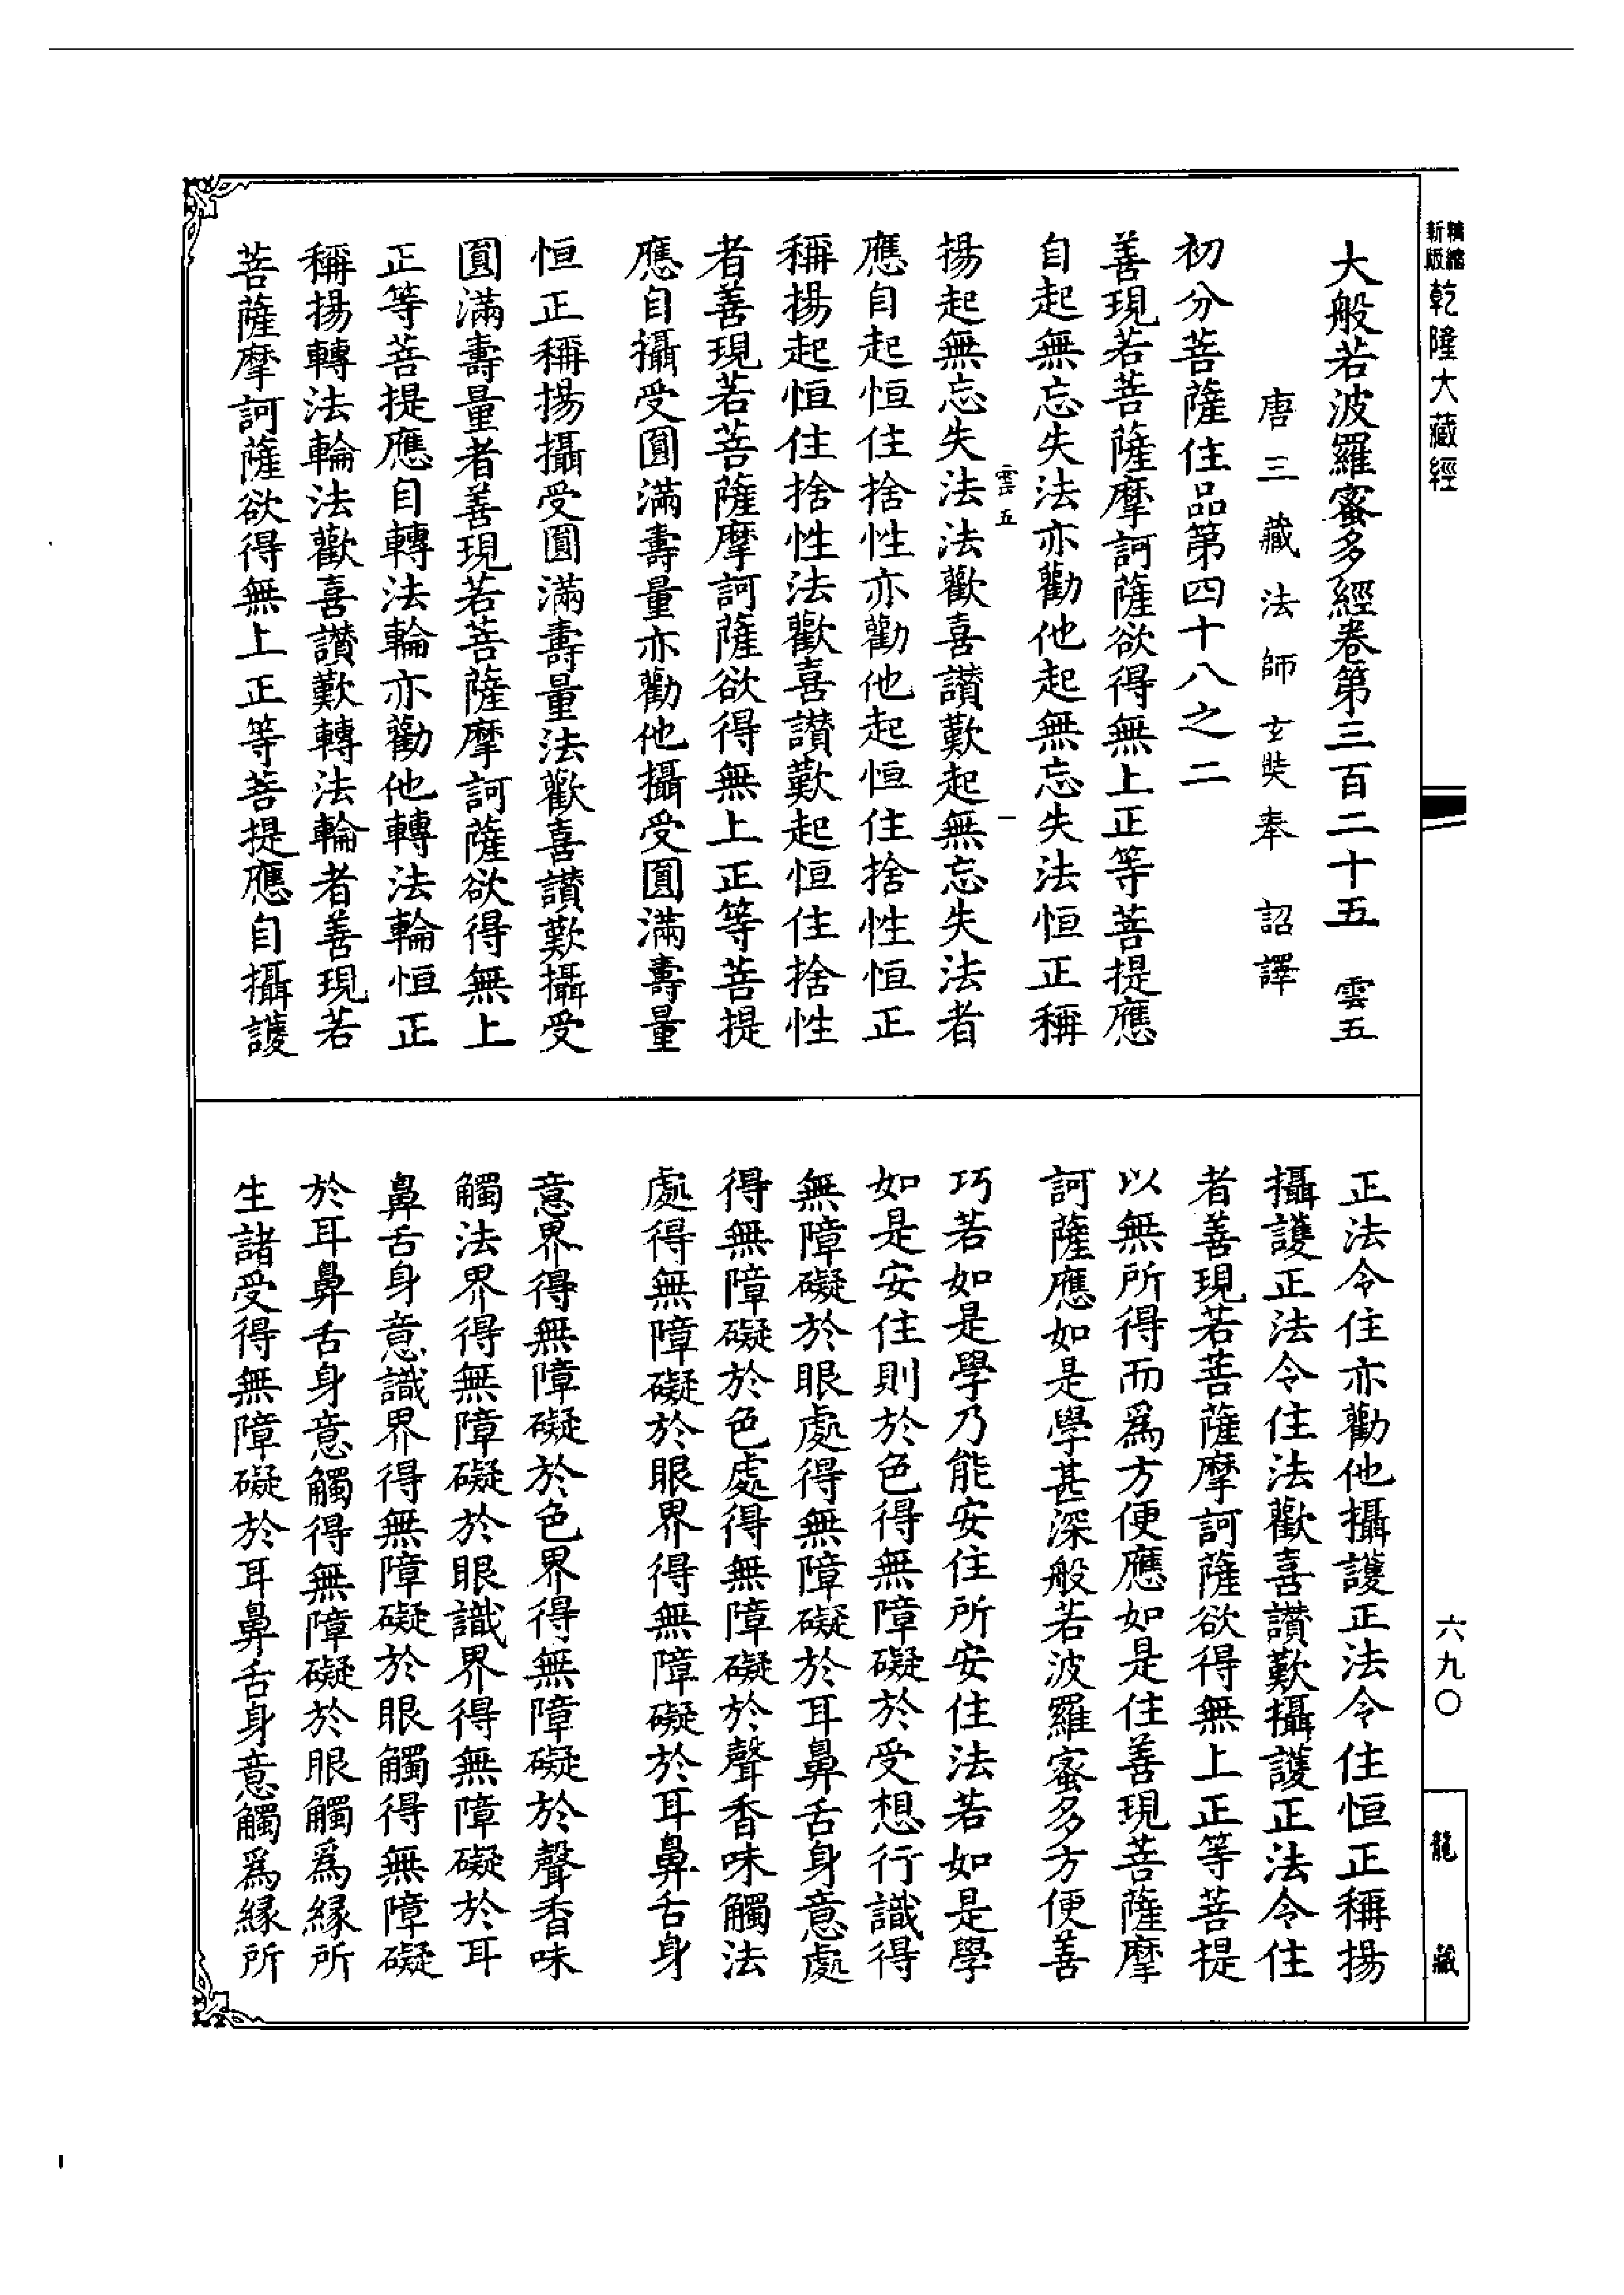 精縮新版乾隆大藏經
大般若波羅蜜多經卷第三百二十五 雲五
唐三藏法師玄奘奉 詔譯
初分菩薩住品第四十八之二
善現若菩薩摩訶薩欲得無上正等菩提應
自起無忘失法亦勸他起無忘失法恒正稱
雲五 一
揚起無忘失法法歡喜讃歎起無忘失法者
應自起恒住捨性亦勸他起恒住捨性恒正
稱揚起恒住捨性法歡喜讃歎起恒住捨性
者善現若菩薩摩訶薩欲得無上正等菩提
應自攝受圓滿壽量亦勸他攝受圓滿壽量
恒正稱揚攝受圓滿壽量法歡喜讃歎攝受
圓滿壽量者善現若菩薩摩訶薩欲得無上
正等菩提應自轉法輪亦勸他轉法輪恒正
稱揚轉法輪法歡喜讃歎轉法輪者善現若
菩薩摩訶薩欲得無上正等菩提應自攝護
正法令住亦勸他攝護正法令住恒正稱揚
攝護正法令住法歡喜讃歎攝護正法令住
者善現若菩薩摩訶薩欲得無上正等菩提
以無所得而爲方便應如是住善現菩薩摩
訶薩應如是學甚深般若波羅蜜多方便善
巧若如是學乃能安住所安住法若如是學
如是安住則於色得無障礙於受想行識得
無障礙於眼處得無障礙於耳鼻舌身意處
得無障礙於色處得無障礙於聲香味觸法
處得無障礙於眼界得無障礙於耳鼻舌身
意界得無障礙於色界得無障礙於聲香味
觸法界得無障礙於眼識界得無障礙於耳
鼻舌身意識界得無障礙於眼觸得無障礙
於耳鼻舌身意觸得無障礙於眼觸爲緣所
生諸受得無障礙於耳鼻舌身意觸爲緣所
六九〇
龍藏